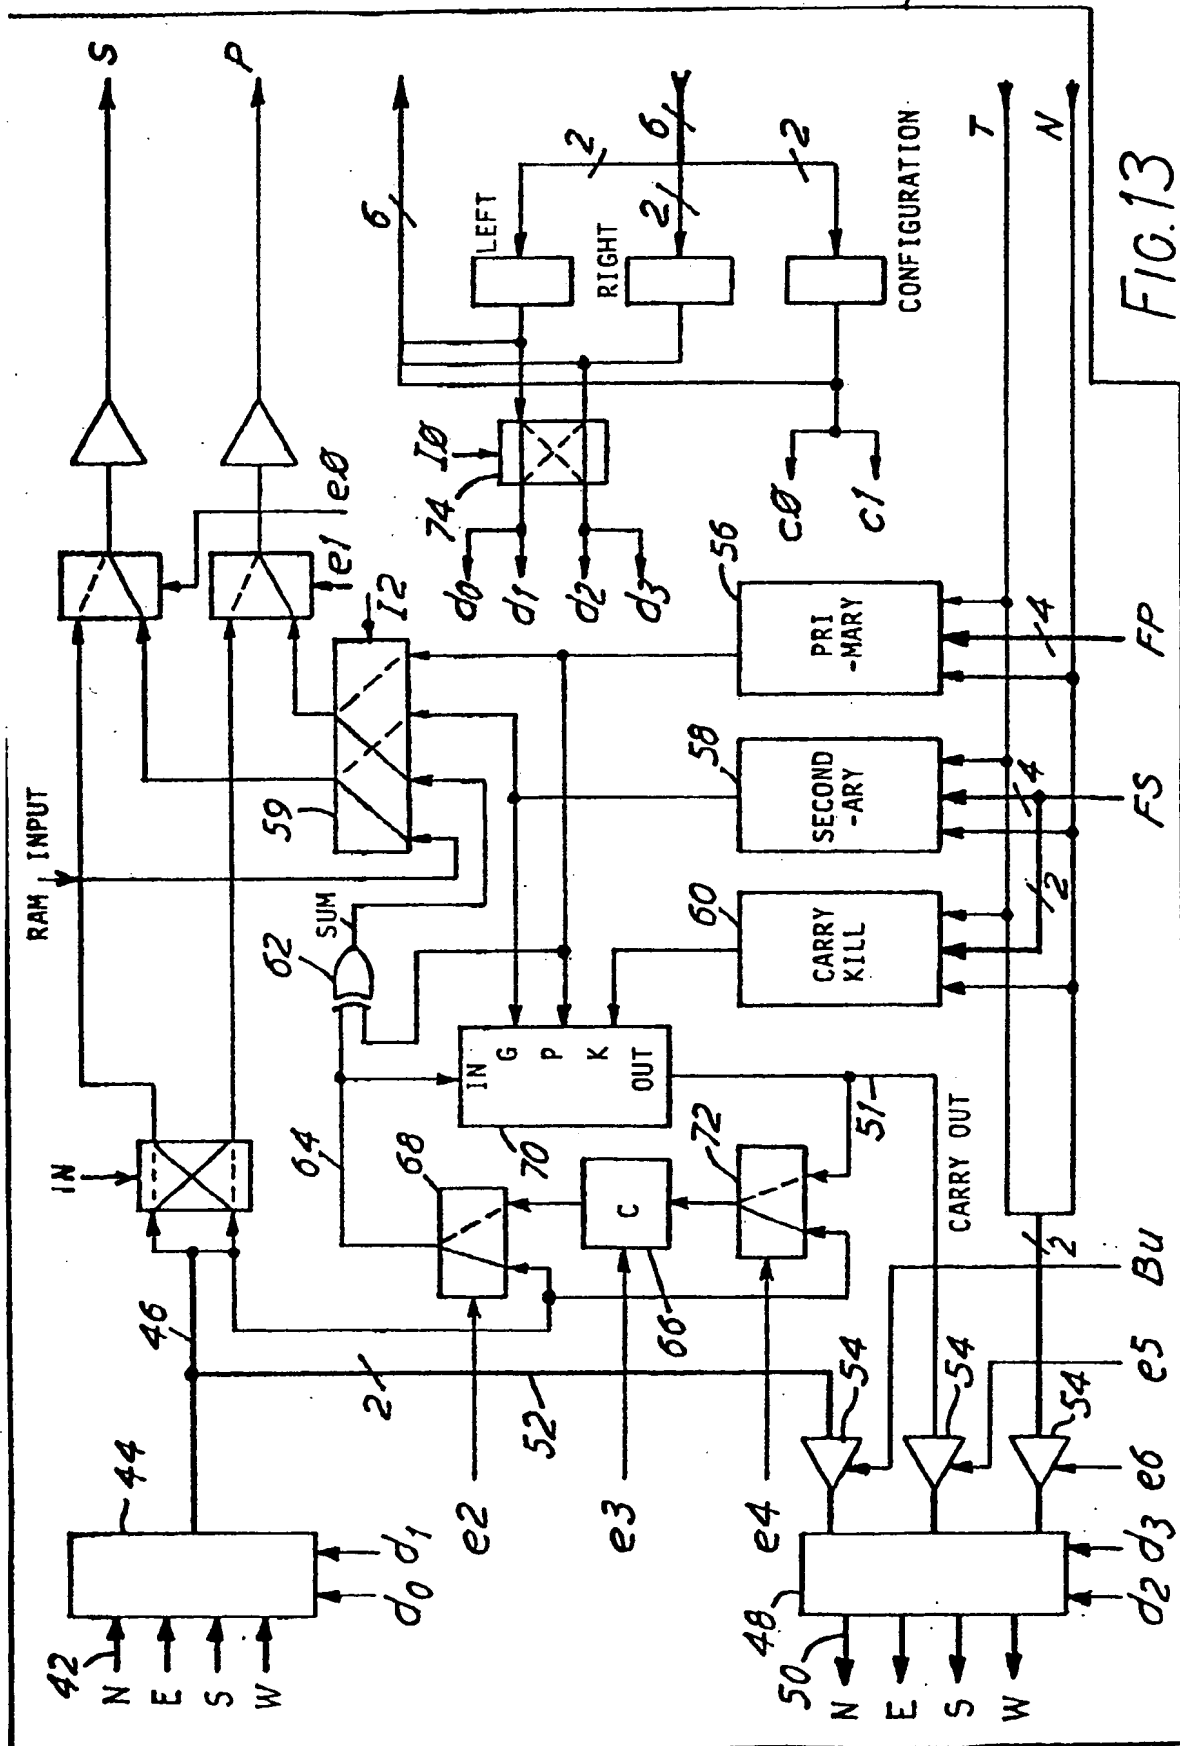 S
P
RAM INPUT
IN
e0
e1
I2
59
6
LEFT
RIGHT
CONFIGURATION
2
6
2
2
I0
74
d0
d1
d2
d3
c0
c1
46
64
62
SUM
68
IN
G
P
K
OUT
70
C
66
72
51
CARRY OUT
60
CARRY
KILL
58
SECOND
-ARY
56
PRI
-MARY
T
N
4
4
2
FP
FS
2
BU
e5
e6
54
54
54
2
52
e2
e3
e4
44
42
N
E
S
W
d0
d1
48
50
N
E
S
W
d2
d3
FIG. 13